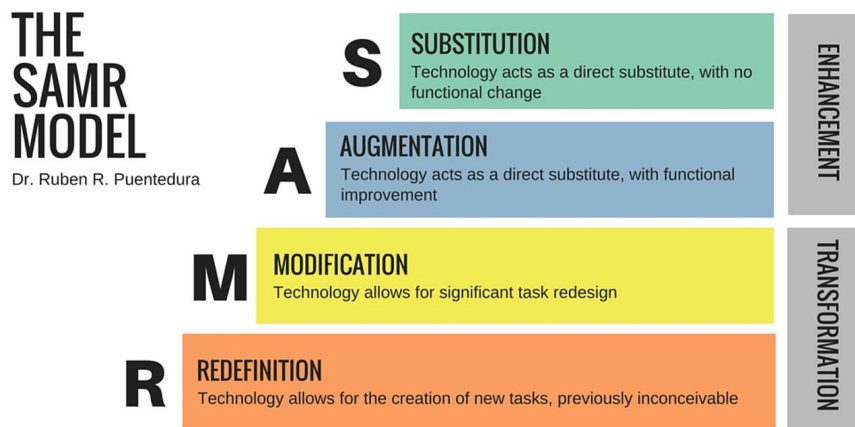 THE
SAMR
MODEL
Dr. Ruben R. Puentedura
S
SUBSTITUTION
Technology acts as a direct substitute, with no
functional change
A
AUGMENTATION
Technology acts as a direct substitute, with functional
improvement
ENHANCEMENT
M
MODIFICATION
Technology allows for significant task redesign
R
REDEFINITION
Technology allows for the creation of new tasks, previously inconceivable
TRANSFORMATION